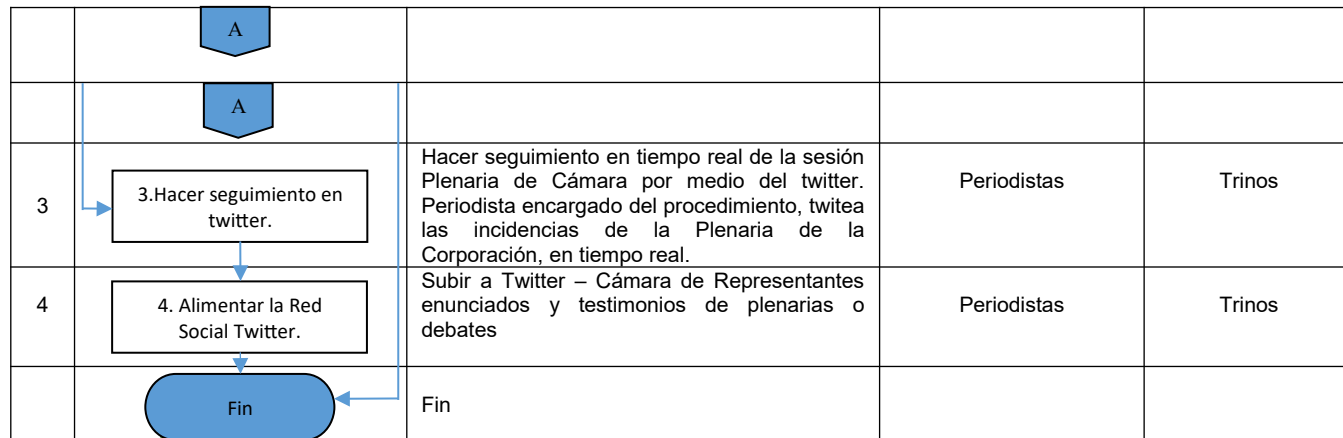 A
A
3
3.Hacer seguimiento en
twitter.
Hacer seguimiento en tiempo real de la sesión
Plenaria de Cámara por medio del twitter.
Periodista encargado del procedimiento, twitea
las incidencias de la Plenaria de la
Corporación, en tiempo real.
Periodistas
Trinos
4
4. Alimentar la Red
Social Twitter.
Subir a Twitter – Cámara de Representantes
enunciados y testimonios de plenarias o
debates
Periodistas
Trinos
Fin
Fin